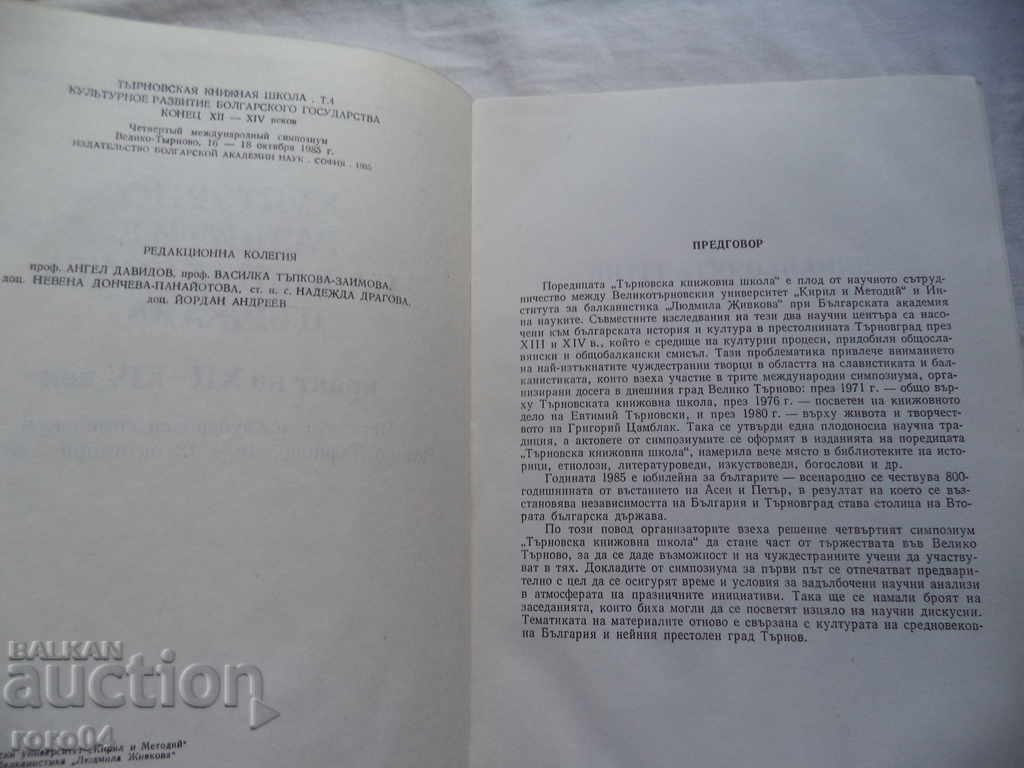 ТЫРНОВСКАЯ КНИЖНАЯ ШКОЛА . Т.4
КУЛЬТУРНОЕ РАЗВИТИЕ БОЛГАРСКОГО ГОСУДАРСТВА
КОНЕЦ XII — XIV веков
Четвертый международный симпозиум
Велико-Тырново, 16 — 18 октября 1985 г.
ИЗДАТЕЛЬСТВО БОЛГАРСКОЙ АКАДЕМИИ НАУК . СОФИЯ . 1985
РЕДАКЦИОННА КОЛЕГИЯ
проф. АНГЕЛ ДАВИДОВ, проф. ВАСИЛКА ТЪПКОВА-ЗАИМОВА,
доц. НЕВЕНА ДОНЧЕВА-ПАНАЙОТОВА, ст. н. с. НАДЕЖДА ДРАГОВА,
доц. ЙОРДАН АНДРЕЕВ
ски университет „Кирил и Методий“
балканистика „Людмила Живкова“
ПРЕДГОВОР
Поредицата „Търновска книжовна школа“ е плод от научното сътруд-
ничество между Великотърновския университет „Кирил и Методий“ и Ин-
ститута за балканистика „Людмила Живкова“ при Българската академия
на науките. Съвместните изследвания на тези два научни центъра са насо-
чени към българската история и култура в престолнината Търновград през
XIII и XIV в., който е средище на културни процеси, придобили общосла-
вянски и общобалкански смисъл. Тази проблематика привлече вниманието
на най-изтъкнатите чуждестранни творци в областта на славистиката и бал-
канистиката, които взеха участие в трите международни симпозиума, орга-
низирани досега в днешния град Велико Търново: през 1971 г. — общо вър-
ху Търновската книжовна школа, през 1976 г. — посветен на книжовното
дело на Евтимий Търновски, и през 1980 г. — върху живота и творчест-
вото на Григорий Цамблак. Така се утвърди една плодоносна научна тра-
диция, а актовете от симпозиумите се оформят в изданията на поредицата
„Търновска книжовна школа“, намерила вече място в библиотеките на исто-
рици, етнолози, литературоведи, изкуствоведи, богослови и др.
Годината 1985 е юбилейна за българите — всенародно се чествува 800-
годишнината от въстанието на Асен и Петър, в резултат на което се въз-
становява независимостта на България и Търновград става столица на Вто-
рата българска държава.
По този повод организаторите взеха решение четвъртият симпозиум
„Търновска книжовна школа“ да стане част от тържествата във Велико
Търново, за да се даде възможност и на чуждестранните учени да участву-
ват в тях. Докладите от симпозиума за първи път се отпечатват предвари-
телно с цел да се осигурят време и условия за задълбочени научни анализи
в атмосферата на празничните инициативи. Така ще се намали броят на
заседанията, които биха могли да се посветят изцяло на научни дискусии.
Тематиката на материалите отново е свързана с културата на средновеков-
на България и нейния престолен град Търнов.
BALKAN
auction
roro04